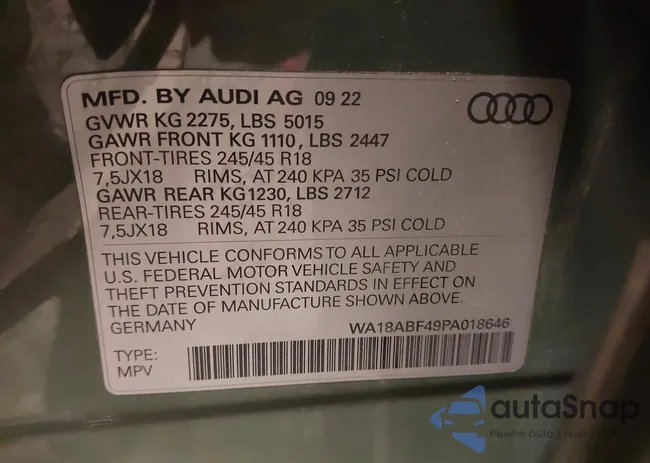 MFD. BY AUDI AG 09 22
GVWR KG 2275, LBS 5015
GAWR FRONT KG 1110, LBS 2447
FRONT-TIRES 245/45 R18
7,5JX18 RIMS, AT 240 KPA 35 PSI COLD
GAWR REAR KG1230, LBS 2712
REAR-TIRES 245/45 R18
7,5JX18 RIMS, AT 240 KPA 35 PSI COLD
THIS VEHICLE CONFORMS TO ALL APPLICABLE
U.S. FEDERAL MOTOR VEHICLE SAFETY AND
THEFT PREVENTION STANDARDS IN EFFECT ON
THE DATE OF MANUFACTURE SHOWN ABOVE.
GERMANY WA18ABF49PA018646
TYPE:
MPV
autaSnap
Pewne auta z